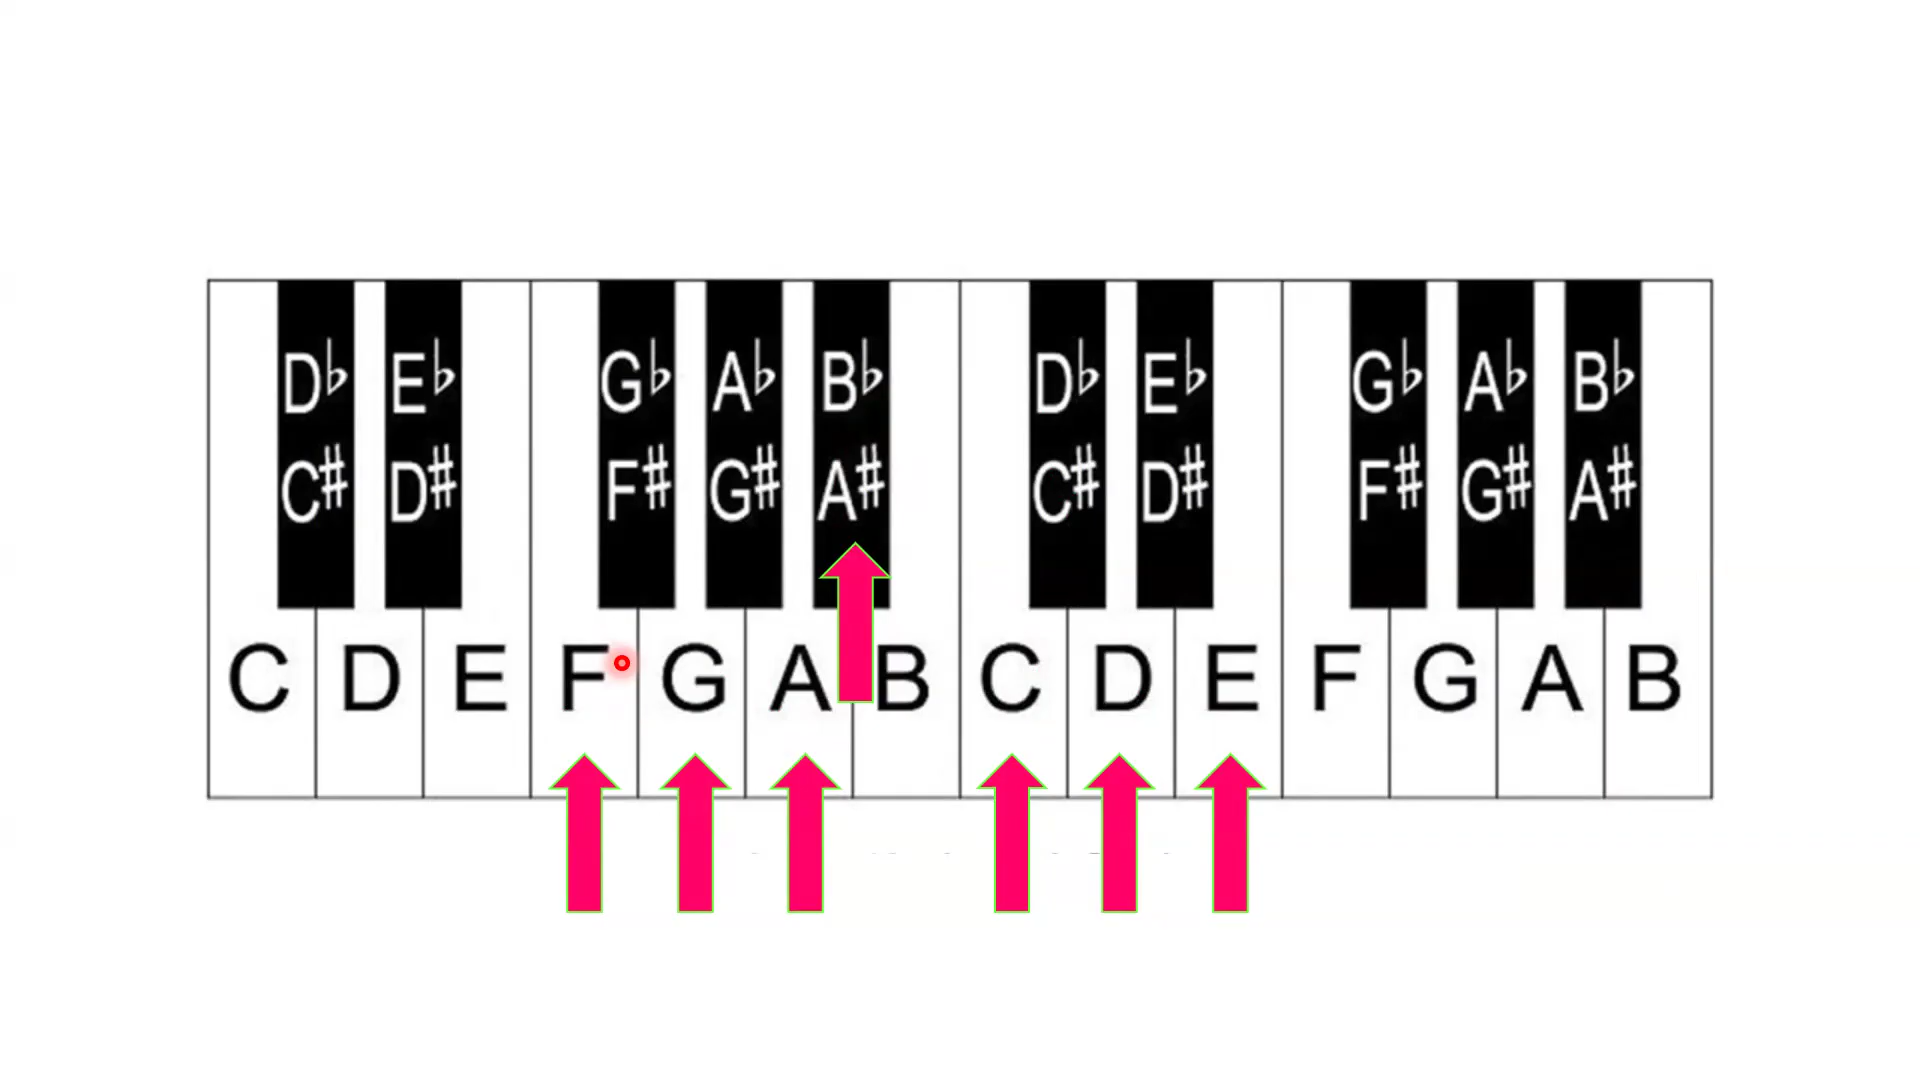 D♭ E♭ G♭ A♭ B♭ D♭ E♭ G♭ A♭ B♭
C# D# F# G# A# C# D# F# G# A#
C D E F G A B C D E F G A B